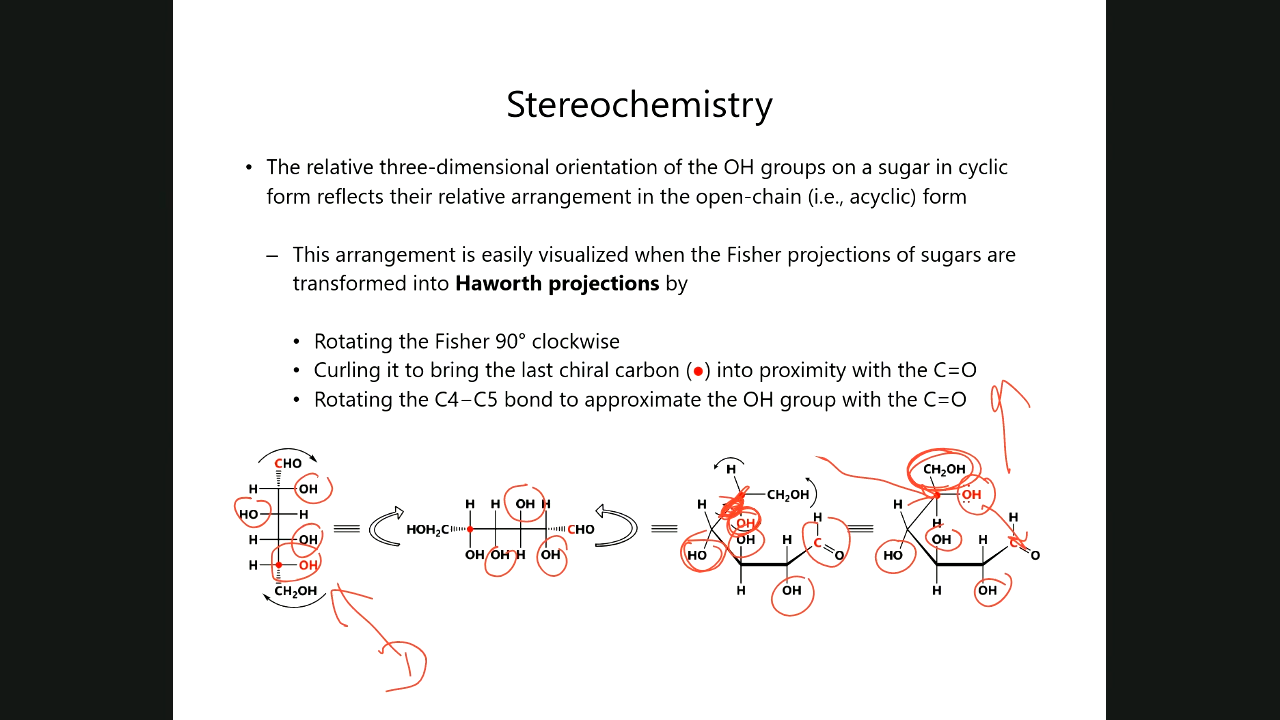 Stereochemistry
• The relative three-dimensional orientation of the OH groups on a sugar in cyclic
form reflects their relative arrangement in the open-chain (i.e., acyclic) form
– This arrangement is easily visualized when the Fisher projections of sugars are
transformed into Haworth projections by
• Rotating the Fisher 90° clockwise
• Curling it to bring the last chiral carbon (●) into proximity with the C=O
• Rotating the C4–C5 bond to approximate the OH group with the C=O
CHO
H OH
HO H
H OH
H OH
CH₂OH
D
H H OH H
HOH₂C CHO
OH OH H OH
H
CH₂OH
H H
OH
HO OH H C O
H OH
CH₂OH
H OH
H H
HO OH H C O
H OH